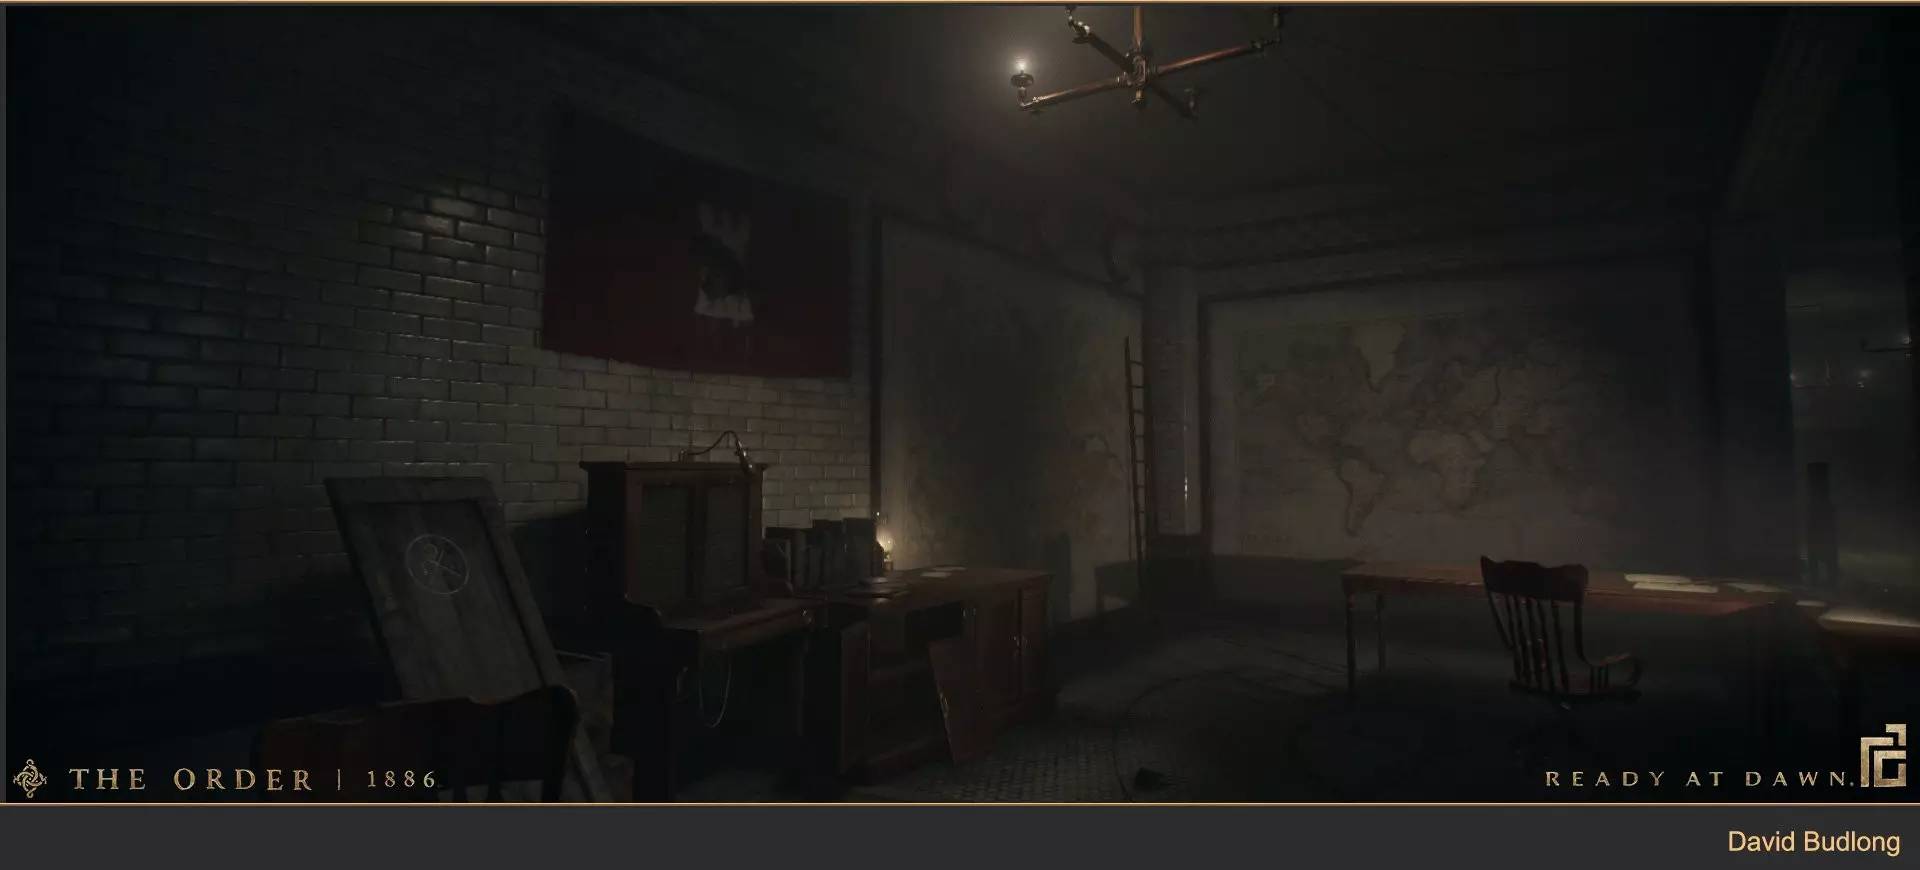 THE ORDER | 1886
READY AT DAWN.
David Budlong